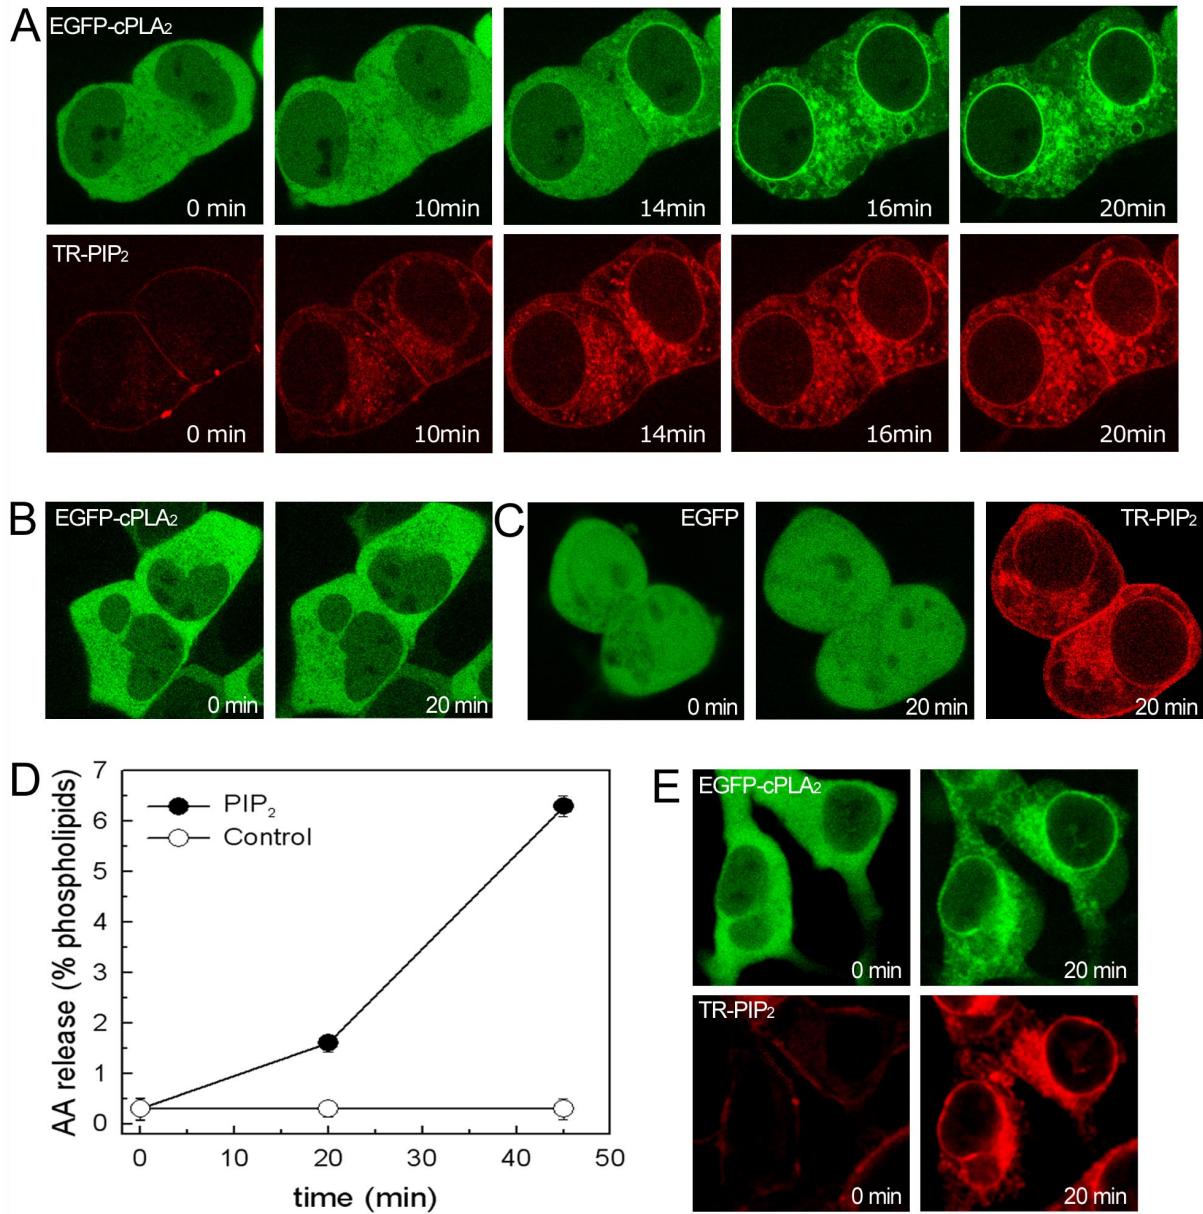 A
EGFP-cPLA₂
0 min
10min
14min
16min
20min
TR-PIP₂
0 min
10min
14min
16min
20min
B
EGFP-cPLA₂
0 min
20 min
C
EGFP
0 min
20 min
TR-PIP₂
20 min
D
AA release (% phospholipids)
7
6
5
4
3
2
1
0
PIP₂
Control
0
10
20
30
40
50
time (min)
E
EGFP-cPLA₂
0 min
20 min
TR-PIP₂
0 min
20 min